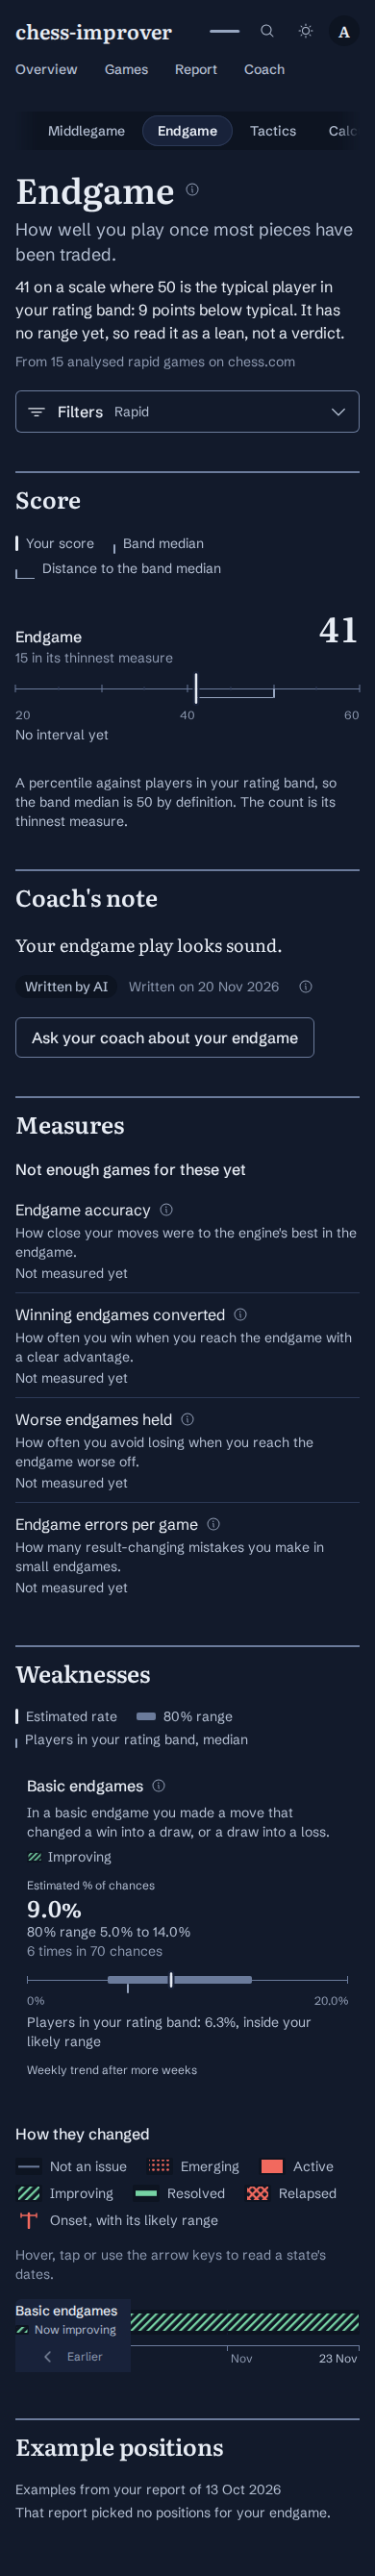 chess-improver
A
Overview Games Report Coach
Middlegame Endgame Tactics Calc
Endgame
How well you play once most pieces have
been traded.
41 on a scale where 50 is the typical player in
your rating band: 9 points below typical. It has
no range yet, so read it as a lean, not a verdict.
From 15 analysed rapid games on chess.com
Filters Rapid
Score
Your score Band median
Distance to the band median
Endgame 41
15 in its thinnest measure
20 40 60
No interval yet
A percentile against players in your rating band, so
the band median is 50 by definition. The count is its
thinnest measure.
Coach's note
Your endgame play looks sound.
Written by AI Written on 20 Nov 2026
Ask your coach about your endgame
Measures
Not enough games for these yet
Endgame accuracy
How close your moves were to the engine's best in the
endgame.
Not measured yet
Winning endgames converted
How often you win when you reach the endgame with
a clear advantage.
Not measured yet
Worse endgames held
How often you avoid losing when you reach the
endgame worse off.
Not measured yet
Endgame errors per game
How many result-changing mistakes you make in
small endgames.
Not measured yet
Weaknesses
Estimated rate 80% range
Players in your rating band, median
Basic endgames
In a basic endgame you made a move that
changed a win into a draw, or a draw into a loss.
Improving
Estimated % of chances
9.0%
80% range 5.0% to 14.0%
6 times in 70 chances
0% 20.0%
Players in your rating band: 6.3%, inside your
likely range
Weekly trend after more weeks
How they changed
Not an issue Emerging Active
Improving Resolved Relapsed
Onset, with its likely range
Hover, tap or use the arrow keys to read a state's
dates.
Basic endgames
Now improving
Earlier Nov 23 Nov
Example positions
Examples from your report of 13 Oct 2026
That report picked no positions for your endgame.